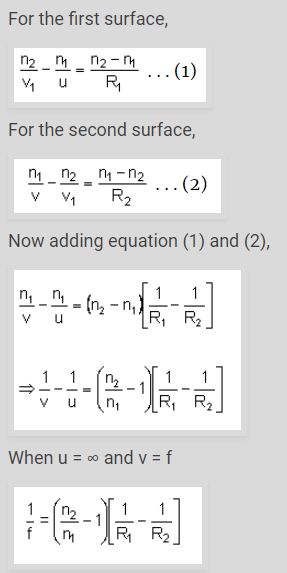 For the first surface,
n₂/v₁ - n₁/u = (n₂ - n₁)/R₁ ...(1)
For the second surface,
n₁/v - n₂/v₁ = (n₁ - n₂)/R₂ ...(2)
Now adding equation (1) and (2),
n₁/v - n₁/u = (n₂ - n₁)[1/R₁ - 1/R₂]
⇒ 1/v - 1/u = (n₂/n₁ - 1)[1/R₁ - 1/R₂]
When u = ∞ and v = f
1/f = (n₂/n₁ - 1)[1/R₁ - 1/R₂]